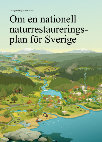 Om en nationell
naturrestaurerings-
plan för Sverige